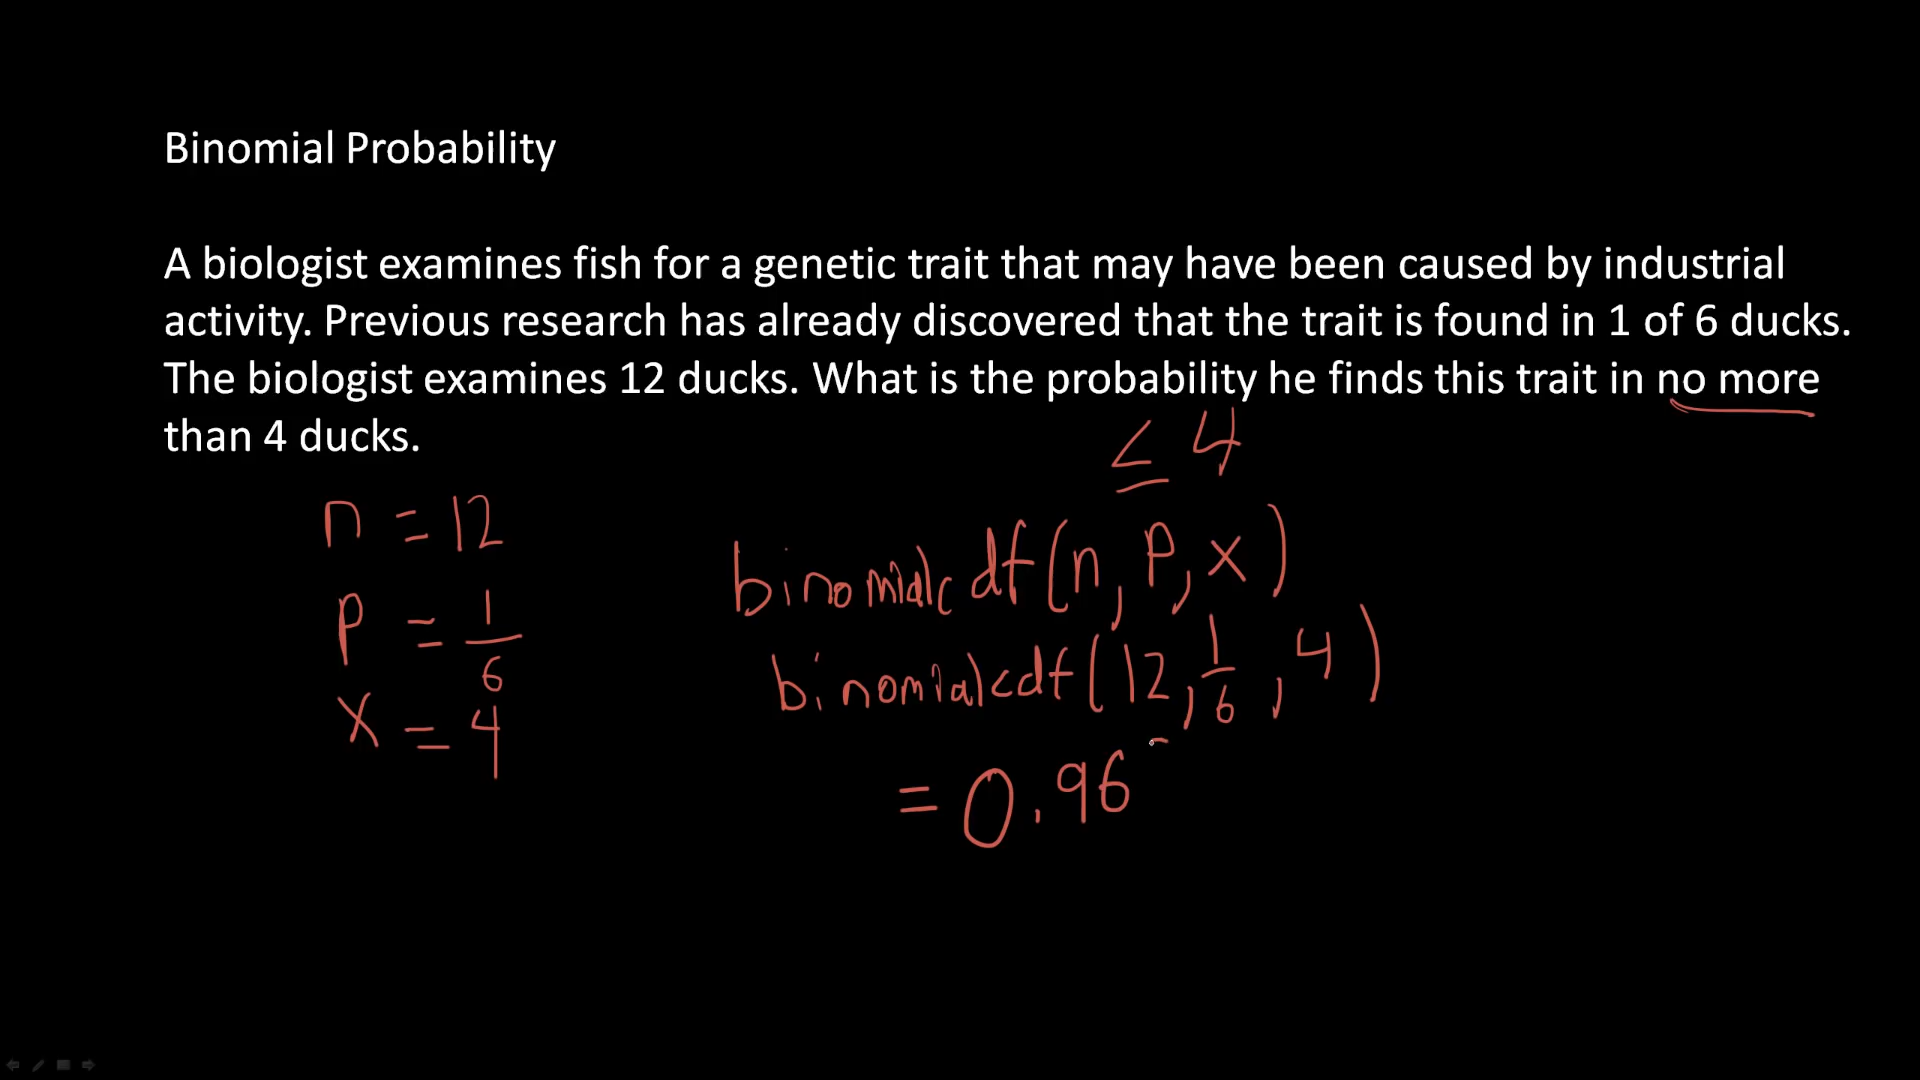 Binomial Probability
A biologist examines fish for a genetic trait that may have been caused by industrial
activity. Previous research has already discovered that the trait is found in 1 of 6 ducks.
The biologist examines 12 ducks. What is the probability he finds this trait in no more
than 4 ducks.
≤ 4
n = 12
binomialcdf(n, P, x)
P = 1/6
binomialcdf(12, 1/6, 4)
x = 4
= 0.96